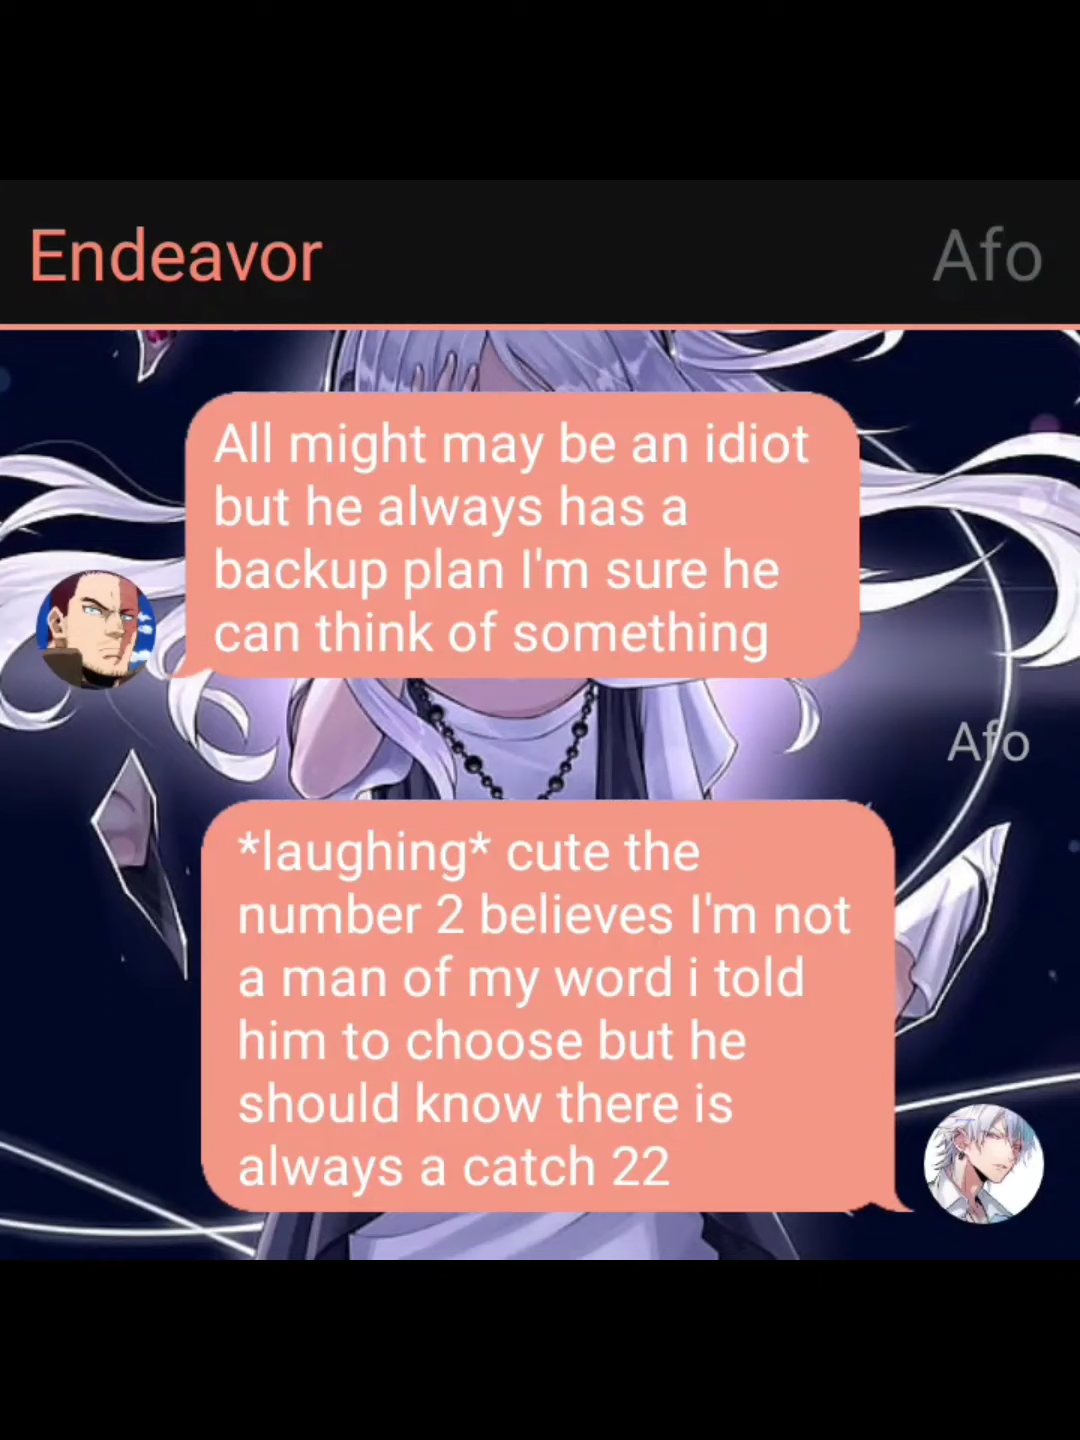 Endeavor
Afo
All might may be an idiot
but he always has a
backup plan I'm sure he
can think of something
Afo
*laughing* cute the
number 2 believes I'm not
a man of my word i told
him to choose but he
should know there is
always a catch 22